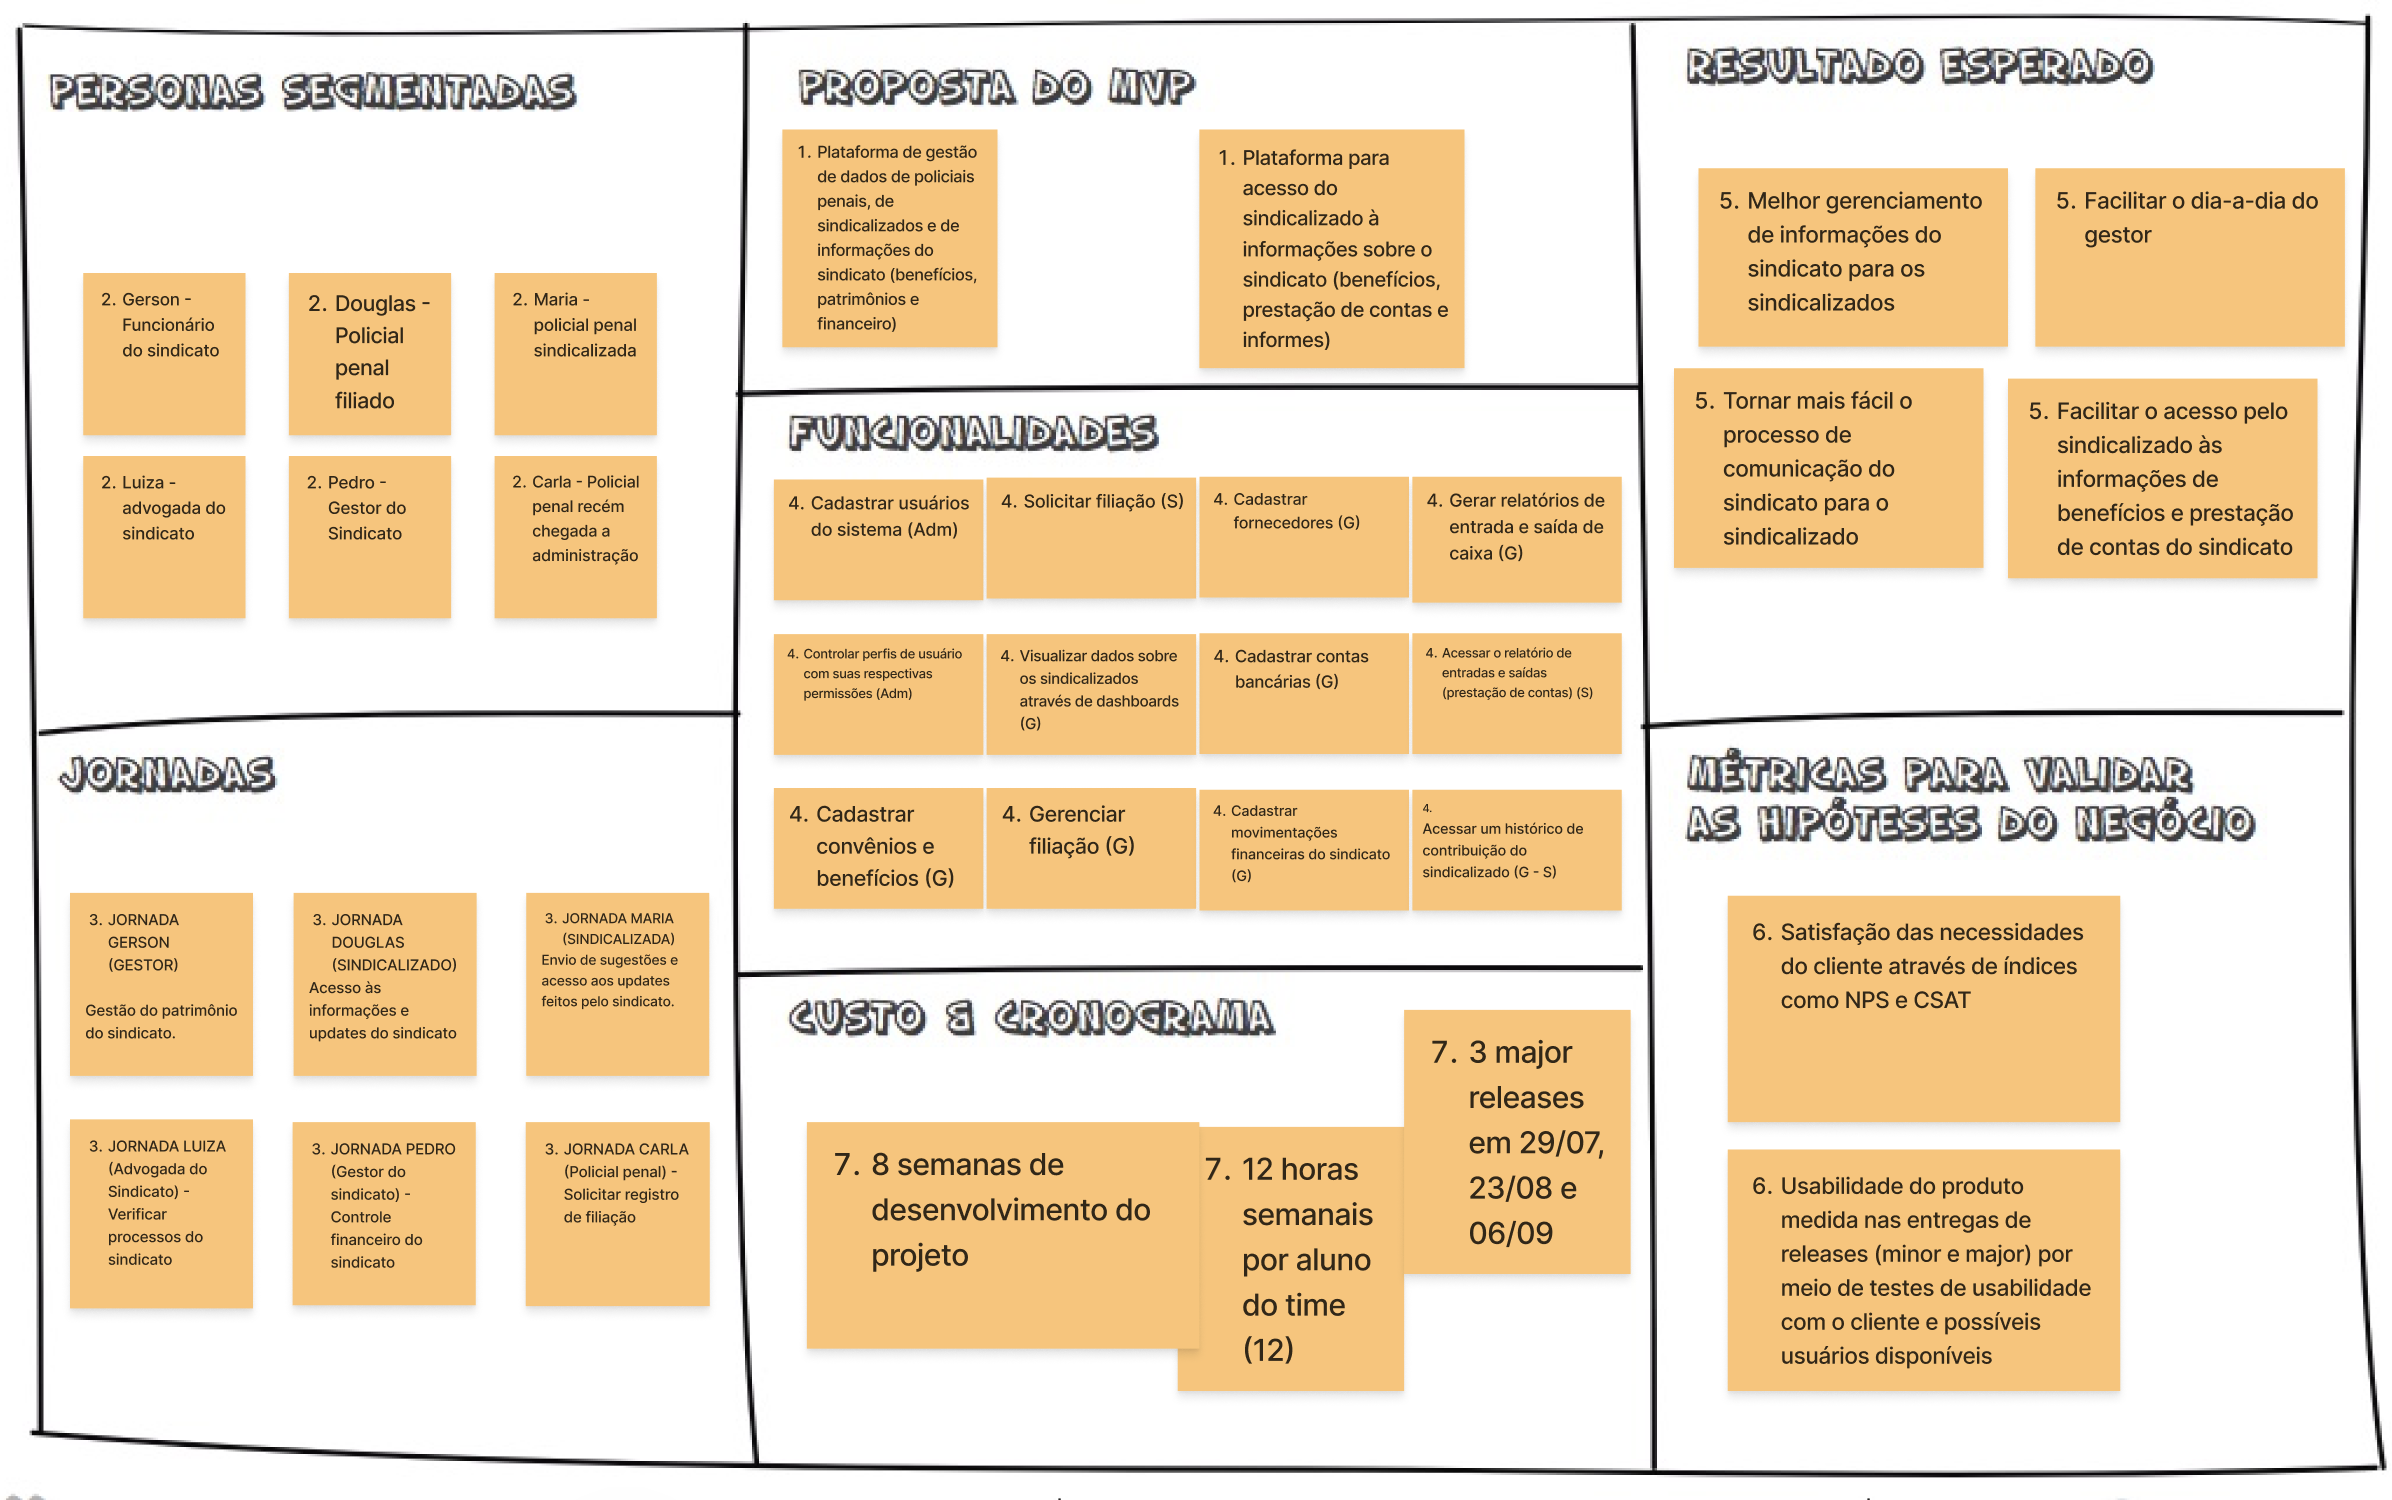 PERSONAS SEGMENTADAS
2. Gerson -
Funcionário
do sindicato
2. Douglas -
Policial
penal
filiado
2. Maria -
policial penal
sindicalizada
2. Luiza -
advogada do
sindicato
2. Pedro -
Gestor do
Sindicato
2. Carla - Policial
penal recém
chegada a
administração
JORNADAS
3. JORNADA
GERSON
(GESTOR)
Gestão do patrimônio
do sindicato.
3. JORNADA
DOUGLAS
(SINDICALIZADO)
Acesso às
informações e
updates do sindicato
3. JORNADA MARIA
(SINDICALIZADA)
Envio de sugestões e
acesso aos updates
feitos pelo sindicato.
3. JORNADA LUIZA
(Advogada do
Sindicato) -
Verificar
processos do
sindicato
3. JORNADA PEDRO
(Gestor do
sindicato) -
Controle
financeiro do
sindicato
3. JORNADA CARLA
(Policial penal) -
Solicitar registro
de filiação
PROPOSTA DO MVP
1. Plataforma de gestão
de dados de policiais
penais, de
sindicalizados e de
informações do
sindicato (benefícios,
patrimônios e
financeiro)
1. Plataforma para
acesso do
sindicalizado à
informações sobre o
sindicato (benefícios,
prestação de contas e
informes)
FUNCIONALIDADES
4. Cadastrar usuários
do sistema (Adm)
4. Solicitar filiação (S)
4. Cadastrar
fornecedores (G)
4. Gerar relatórios de
entrada e saída de
caixa (G)
4. Controlar perfis de usuário
com suas respectivas
permissões (Adm)
4. Visualizar dados sobre
os sindicalizados
através de dashboards
(G)
4. Cadastrar contas
bancárias (G)
4. Acessar o relatório de
entradas e saídas
(prestação de contas) (S)
4. Cadastrar
convênios e
benefícios (G)
4. Gerenciar
filiação (G)
4. Cadastrar
movimentações
financeiras do sindicato
(G)
4.
Acessar um histórico de
contribuição do
sindicalizado (G - S)
CUSTO & CRONOGRAMA
7. 8 semanas de
desenvolvimento do
projeto
7. 12 horas
semanais
por aluno
do time
(12)
7. 3 major
releases
em 29/07,
23/08 e
06/09
RESULTADO ESPERADO
5. Melhor gerenciamento
de informações do
sindicato para os
sindicalizados
5. Facilitar o dia-a-dia do
gestor
5. Tornar mais fácil o
processo de
comunicação do
sindicato para o
sindicalizado
5. Facilitar o acesso pelo
sindicalizado às
informações de
benefícios e prestação
de contas do sindicato
MÉTRICAS PARA VALIDAR
AS HIPÓTESES DO NEGÓCIO
6. Satisfação das necessidades
do cliente através de índices
como NPS e CSAT
6. Usabilidade do produto
medida nas entregas de
releases (minor e major) por
meio de testes de usabilidade
com o cliente e possíveis
usuários disponíveis